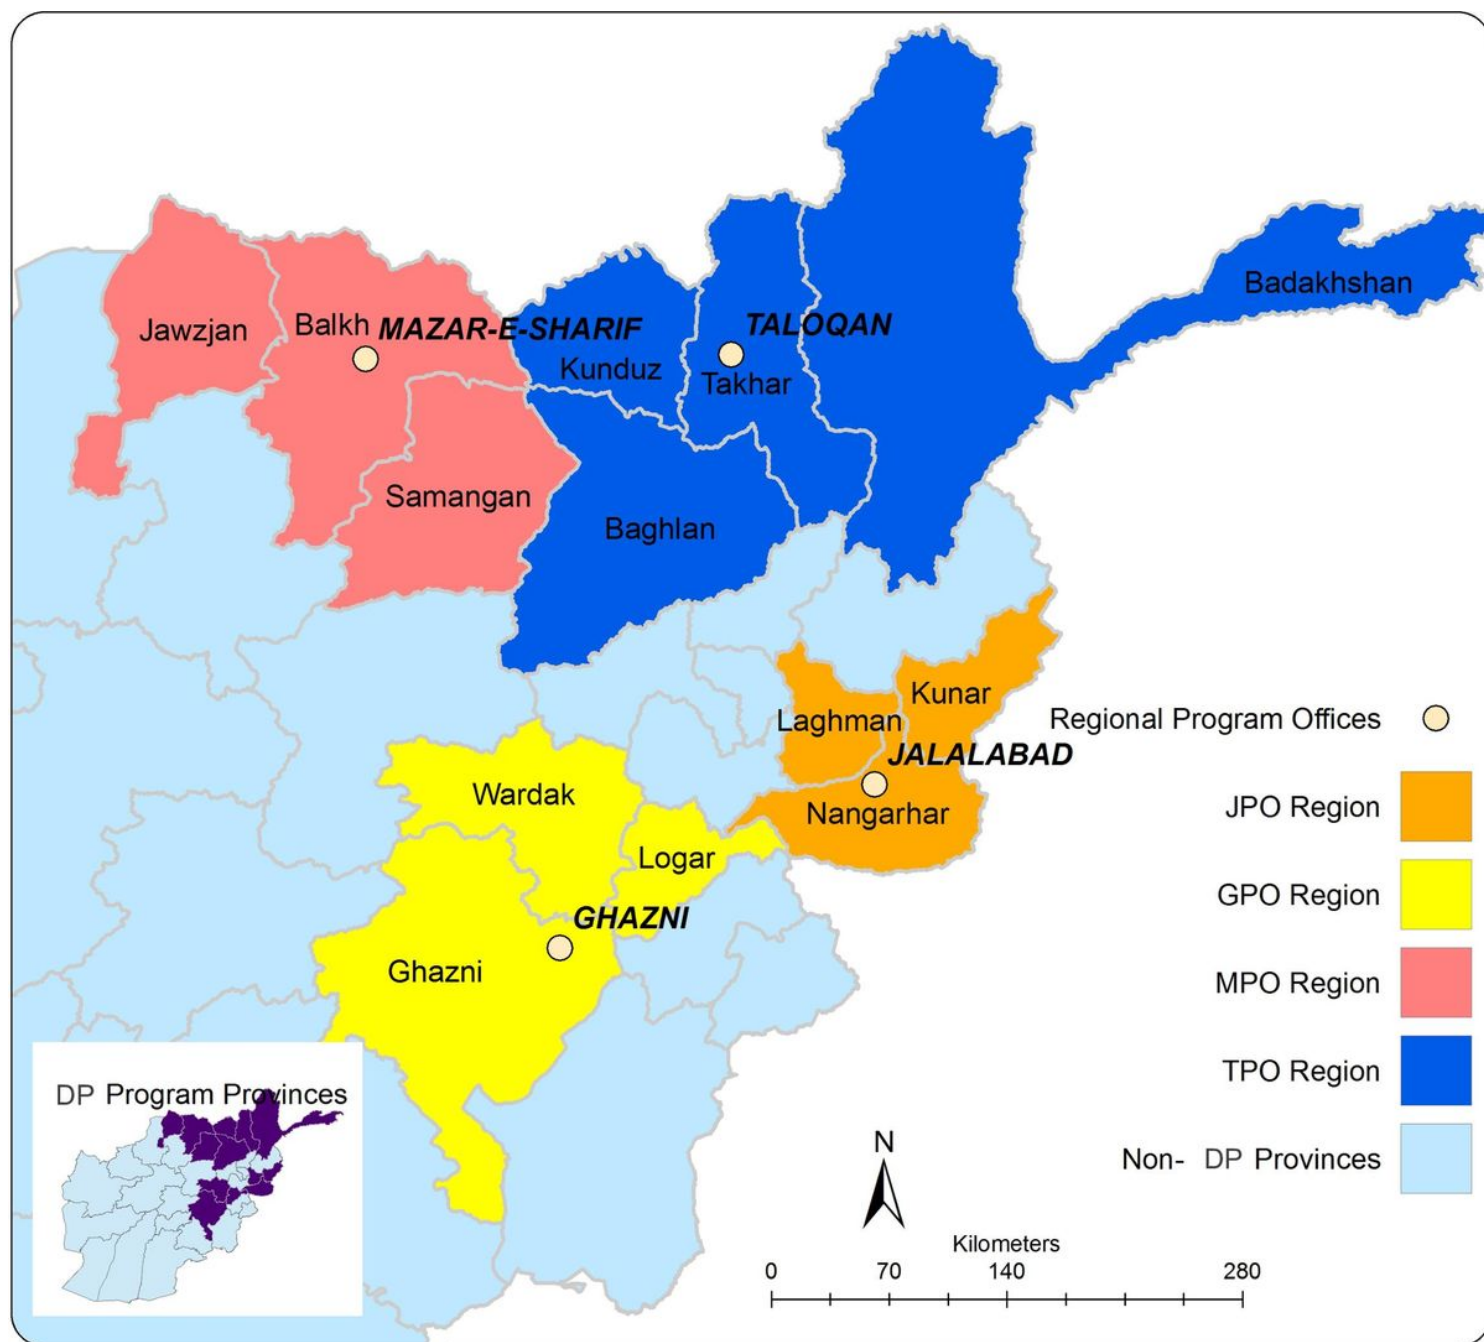 Badakhshan
Jawzjan
Balkh
MAZAR-E-SHARIF
TALOQAN
Kunduz
Takhar
Samangan
Baghlan
Kunar
Laghman
JALALABAD
Nangarhar
Wardak
Logar
GHAZNI
Ghazni
Regional Program Offices
JPO Region
GPO Region
MPO Region
TPO Region
Non- DP Provinces
DP Program Provinces
N
Kilometers
0 70 140 280